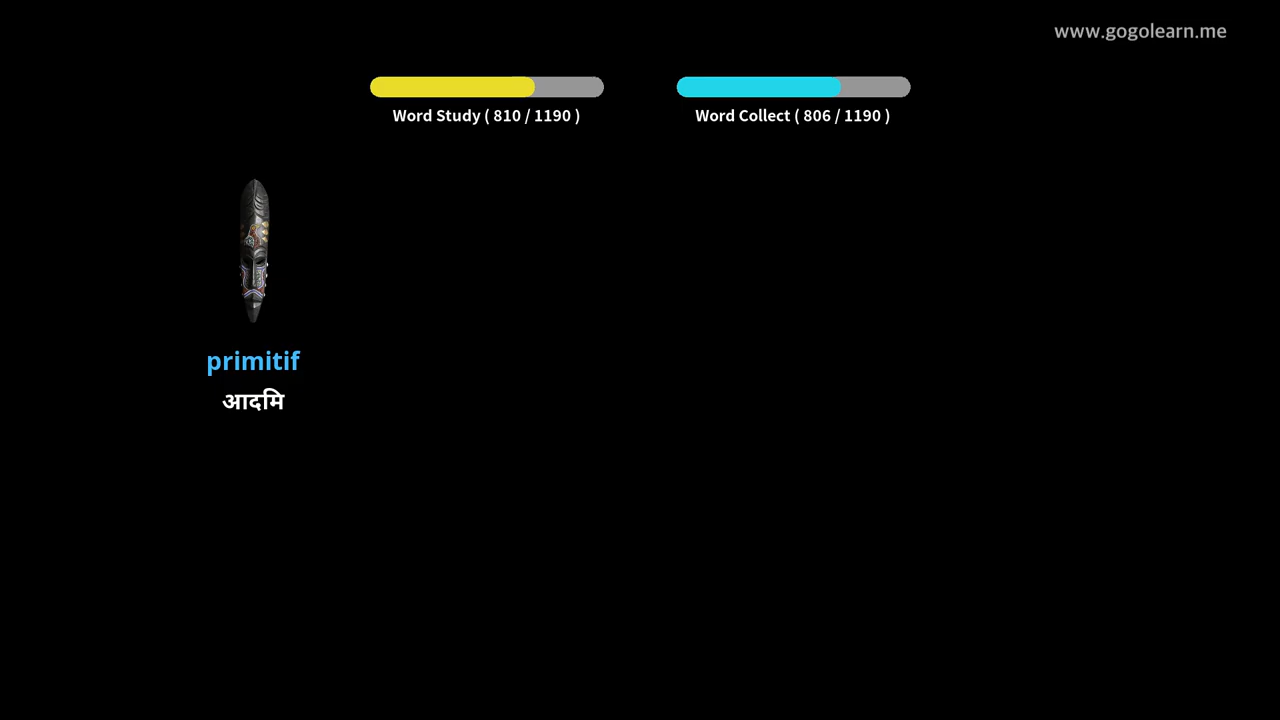 www.gogolearn.me
Word Study ( 810 / 1190 )
Word Collect ( 806 / 1190 )
primitif
आदमि